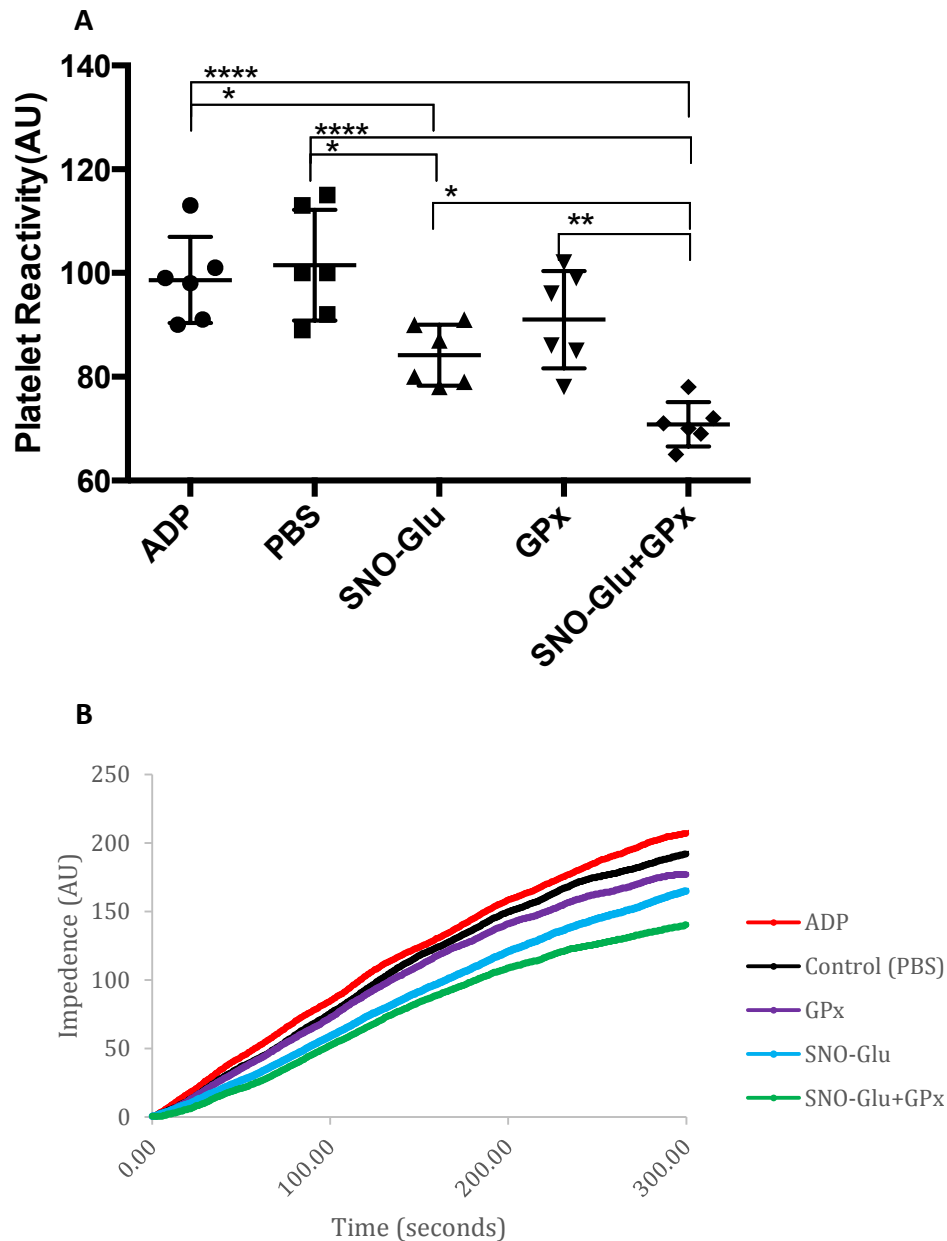 A
Platelet Reactivity(AU)
140
120
100
80
60
****
*
****
*
*
**
ADP
PBS
SNO-Glu
GPx
SNO-Glu+GPx
B
Impedence (AU)
250
200
150
100
50
0
0.00
100.00
200.00
300.00
Time (seconds)
ADP
Control (PBS)
GPx
SNO-Glu
SNO-Glu+GPx